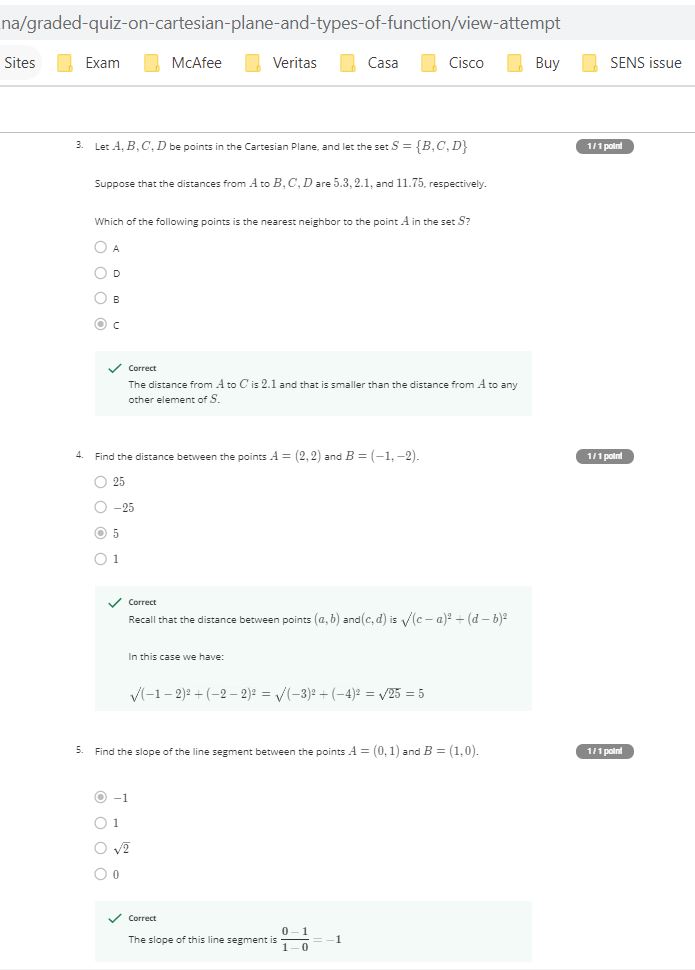 na/graded-quiz-on-cartesian-plane-and-types-of-function/view-attempt
Sites Exam McAfee Veritas Casa Cisco Buy SENS issue
3. Let A, B, C, D be points in the Cartesian Plane, and let the set S = {B, C, D} 1 / 1 point
Suppose that the distances from A to B, C, D are 5.3, 2.1, and 11.75, respectively.
Which of the following points is the nearest neighbor to the point A in the set S?
A
D
B
C
Correct
The distance from A to C is 2.1 and that is smaller than the distance from A to any
other element of S.
4. Find the distance between the points A = (2, 2) and B = (−1, −2). 1 / 1 point
25
−25
5
1
Correct
Recall that the distance between points (a, b) and(c, d) is √(c − a)² + (d − b)²
In this case we have:
√(−1 − 2)² + (−2 − 2)² = √(−3)² + (−4)² = √25 = 5
5. Find the slope of the line segment between the points A = (0, 1) and B = (1, 0). 1 / 1 point
−1
1
√2
0
Correct
The slope of this line segment is (0 − 1)/(1 − 0) = −1